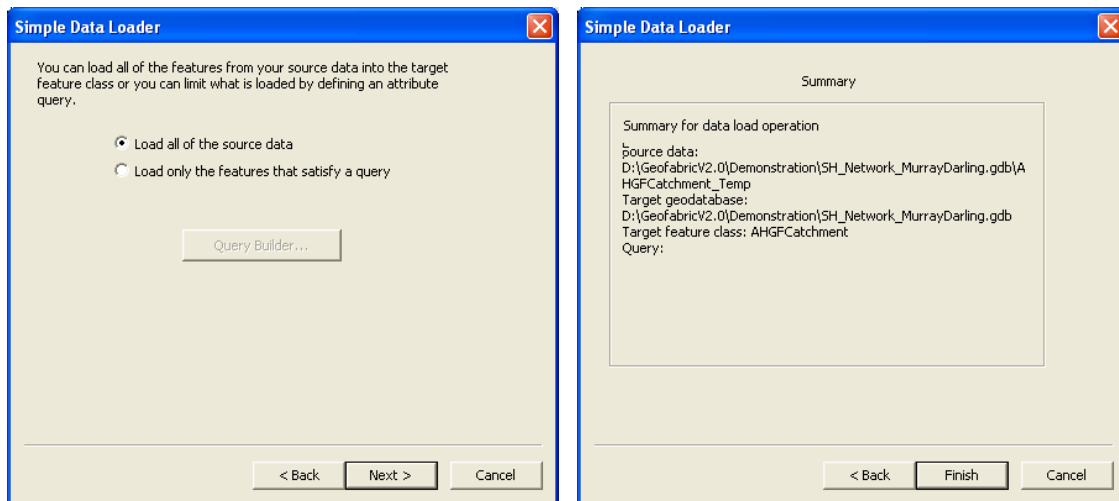 Simple Data Loader
You can load all of the features from your source data into the target
feature class or you can limit what is loaded by defining an attribute
query.
Load all of the source data
Load only the features that satisfy a query
Query Builder...
< Back
Next >
Cancel
Simple Data Loader
Summary
Summary for data load operation
Source data:
D:\GeofabricV2.0\Demonstration\SH_Network_MurrayDarling.gdb\A
HGFCatchment_Temp
Target geodatabase:
D:\GeofabricV2.0\Demonstration\SH_Network_MurrayDarling.gdb
Target feature class: AHGFCatchment
Query:
< Back
Finish
Cancel